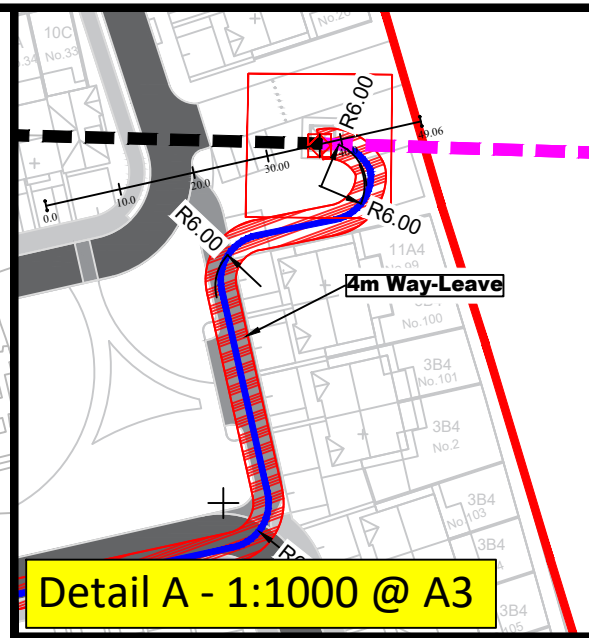 No.20
10C
No.33
R6.00
49.06
30.00
20.0
10.0
0.0
R6.00
R6.00
11A4
4m Way-Leave
No.100
3B4
No.101
3B4
No.2
3B4
No.103
3B4
3B4
Detail A - 1:1000 @ A3